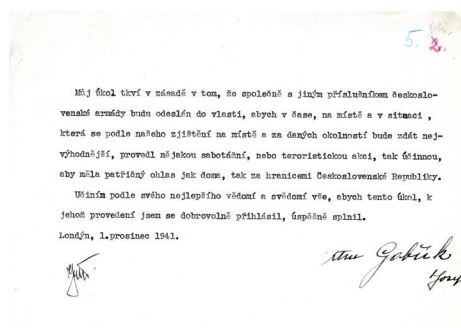 5. 2.
Můj úkol tkví v zásadě v tom, že společně s jiným příslušníkem českoslo-
venské armády budu odeslán do vlasti, abych v čase, na místě a v situaci ,
která se podle našeho zjištění na místě a za daných okolností bude zdát nej-
výhodnější, provedl nějakou sabotážní, nebo teroristickou akci, tak účinnou,
aby měla patřičný ohlas jak doma, tak za hranicemi Československé Republiky.
Učiním podle svého nejlepšího vědomí a svědomí vše, abych tento úkol, k
jehož provedení jsem se dobrovolně přihlásil, úspěšně splnil.
Londýn, 1.prosinec 1941.
Gabčík
Josef